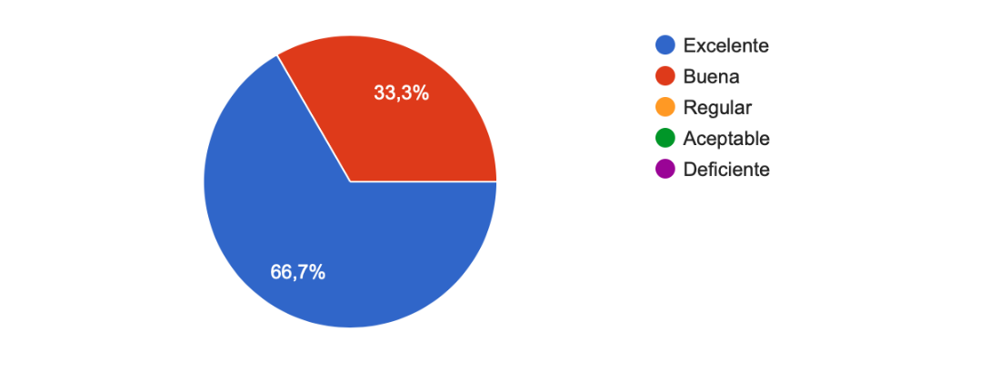 33,3%
66,7%
Excelente
Buena
Regular
Aceptable
Deficiente